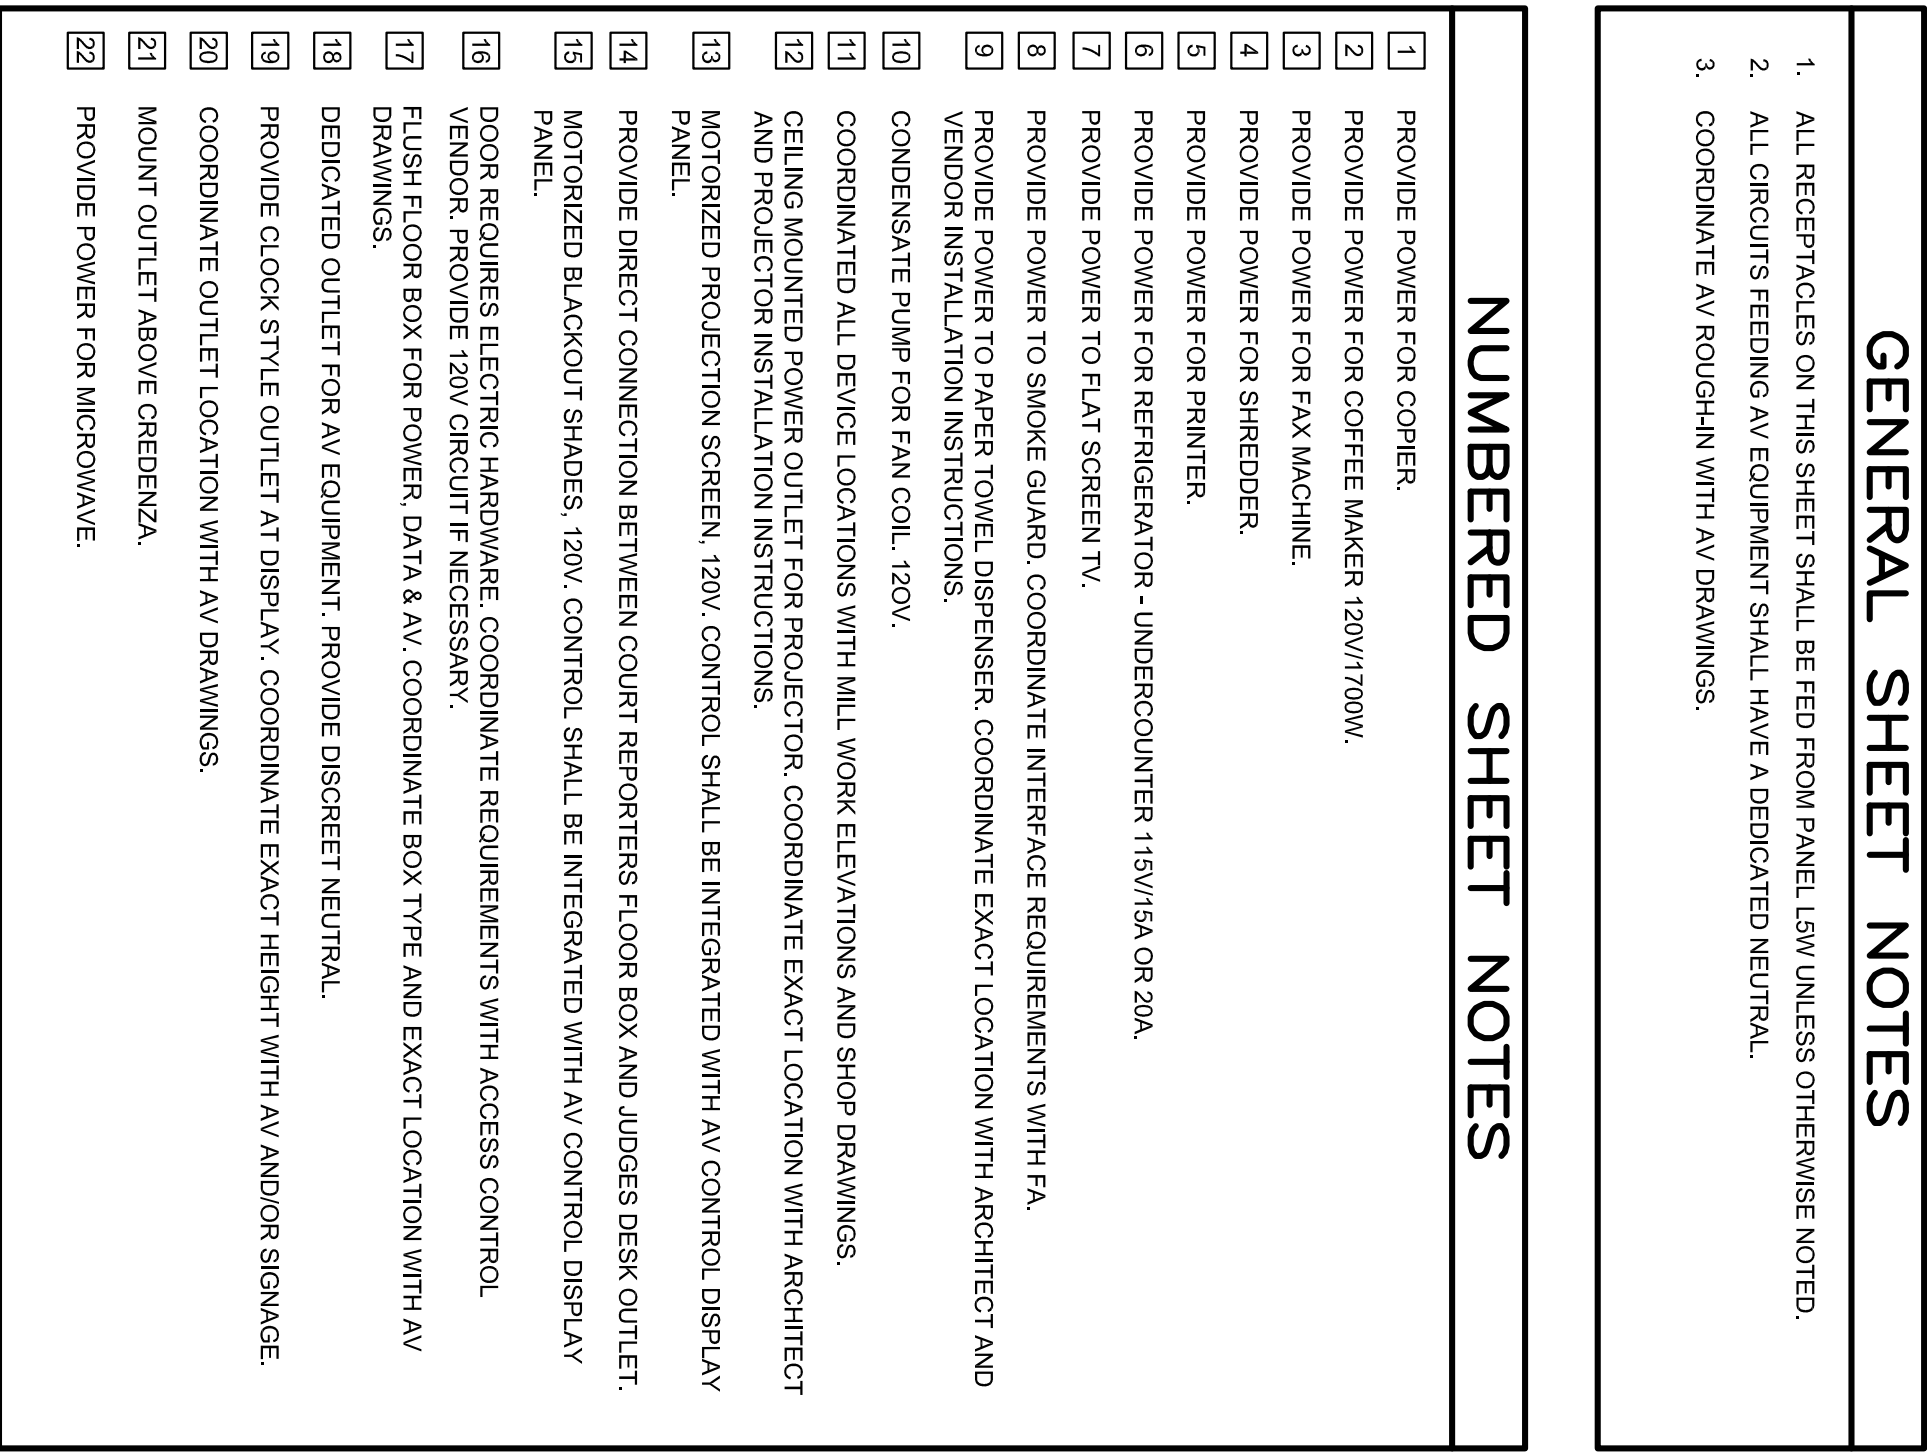 GENERAL SHEET NOTES
1. ALL RECEPTACLES ON THIS SHEET SHALL BE FED FROM PANEL L5W UNLESS OTHERWISE NOTED.
2. ALL CIRCUITS FEEDING AV EQUIPMENT SHALL HAVE A DEDICATED NEUTRAL.
3. COORDINATE AV ROUGH-IN WITH AV DRAWINGS.
NUMBERED SHEET NOTES
1 PROVIDE POWER FOR COPIER.
2 PROVIDE POWER FOR COFFEE MAKER 120V/1700W.
3 PROVIDE POWER FOR FAX MACHINE.
4 PROVIDE POWER FOR SHREDDER.
5 PROVIDE POWER FOR PRINTER.
6 PROVIDE POWER FOR REFRIGERATOR - UNDERCOUNTER 115V/15A OR 20A.
7 PROVIDE POWER TO FLAT SCREEN TV.
8 PROVIDE POWER TO SMOKE GUARD. COORDINATE INTERFACE REQUIREMENTS WITH FA.
9 PROVIDE POWER TO PAPER TOWEL DISPENSER. COORDINATE EXACT LOCATION WITH ARCHITECT AND
VENDOR INSTALLATION INSTRUCTIONS.
10 CONDENSATE PUMP FOR FAN COIL. 12OV.
11 COORDINATED ALL DEVICE LOCATIONS WITH MILL WORK ELEVATIONS AND SHOP DRAWINGS.
12 CEILING MOUNTED POWER OUTLET FOR PROJECTOR. COORDINATE EXACT LOCATION WITH ARCHITECT
AND PROJECTOR INSTALLATION INSTRUCTIONS.
13 MOTORIZED PROJECTION SCREEN, 120V. CONTROL SHALL BE INTEGRATED WITH AV CONTROL DISPLAY
PANEL.
14 PROVIDE DIRECT CONNECTION BETWEEN COURT REPORTERS FLOOR BOX AND JUDGES DESK OUTLET.
15 MOTORIZED BLACKOUT SHADES, 120V. CONTROL SHALL BE INTEGRATED WITH AV CONTROL DISPLAY
PANEL.
16 DOOR REQUIRES ELECTRIC HARDWARE. COORDINATE REQUIREMENTS WITH ACCESS CONTROL
VENDOR. PROVIDE 120V CIRCUIT IF NECESSARY.
17 FLUSH FLOOR BOX FOR POWER, DATA & AV. COORDINATE BOX TYPE AND EXACT LOCATION WITH AV
DRAWINGS.
18 DEDICATED OUTLET FOR AV EQUIPMENT. PROVIDE DISCREET NEUTRAL.
19 PROVIDE CLOCK STYLE OUTLET AT DISPLAY. COORDINATE EXACT HEIGHT WITH AV AND/OR SIGNAGE.
20 COORDINATE OUTLET LOCATION WITH AV DRAWINGS.
21 MOUNT OUTLET ABOVE CREDENZA.
22 PROVIDE POWER FOR MICROWAVE.